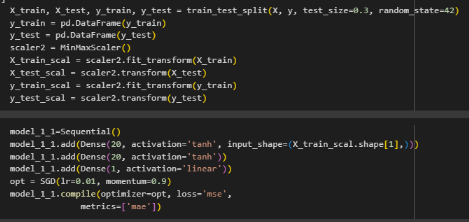 X_train, X_test, y_train, y_test = train_test_split(X, y, test_size=0.3, random_state=42)
y_train = pd.DataFrame(y_train)
y_test = pd.DataFrame(y_test)
scaler2 = MinMaxScaler()
X_train_scal = scaler2.fit_transform(X_train)
X_test_scal = scaler2.transform(X_test)
y_train_scal = scaler2.fit_transform(y_train)
y_test_scal = scaler2.transform(y_test)
model_1_1=Sequential()
model_1_1.add(Dense(20, activation='tanh', input_shape=(X_train_scal.shape[1],)))
model_1_1.add(Dense(20, activation='tanh'))
model_1_1.add(Dense(1, activation='linear'))
opt = SGD(lr=0.01, momentum=0.9)
model_1_1.compile(optimizer=opt, loss='mse',
metrics=['mae'])